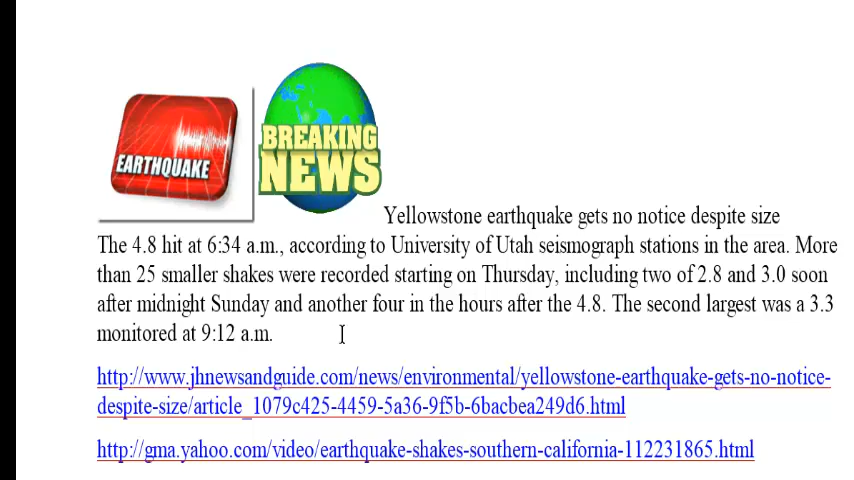 EARTHQUAKE
BREAKING
NEWS
Yellowstone earthquake gets no notice despite size
The 4.8 hit at 6:34 a.m., according to University of Utah seismograph stations in the area. More
than 25 smaller shakes were recorded starting on Thursday, including two of 2.8 and 3.0 soon
after midnight Sunday and another four in the hours after the 4.8. The second largest was a 3.3
monitored at 9:12 a.m.
http://www.jhnewsandguide.com/news/environmental/yellowstone-earthquake-gets-no-notice-
despite-size/article_1079c425-4459-5a36-9f5b-6bacbea249d6.html
http://gma.yahoo.com/video/earthquake-shakes-southern-california-112231865.html